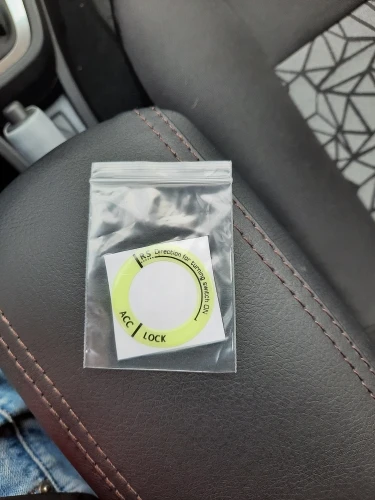 R.S Direction for turning switch ON
ACC
LOCK